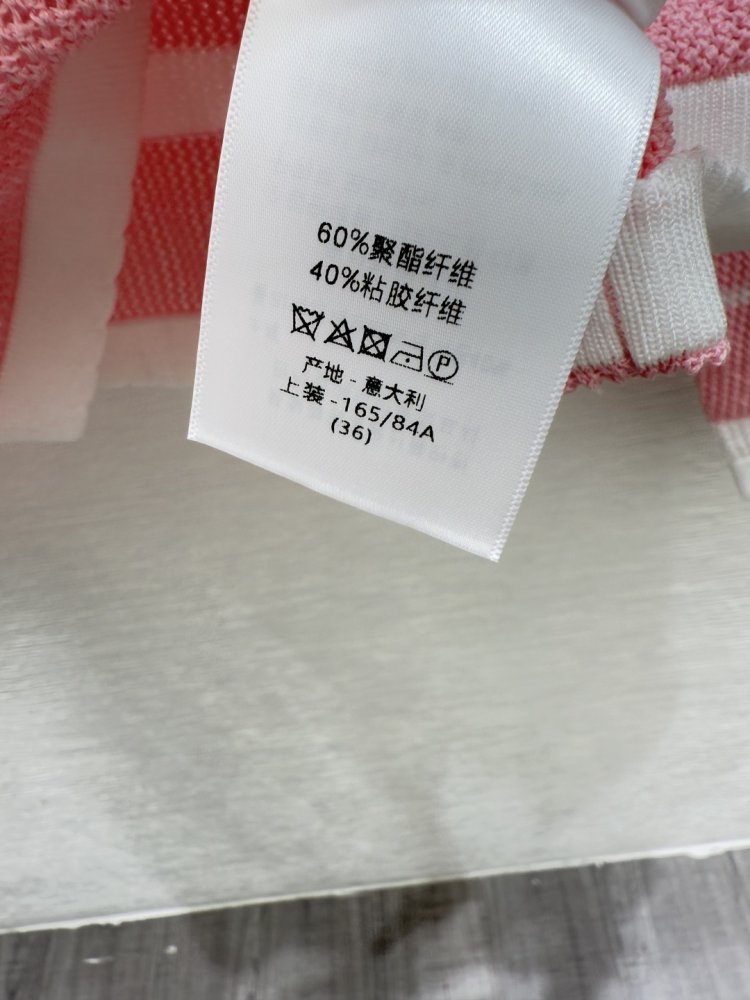 60%聚酯纤维
40%粘胶纤维
P
产地 - 意大利
上装 - 165/84A
(36)